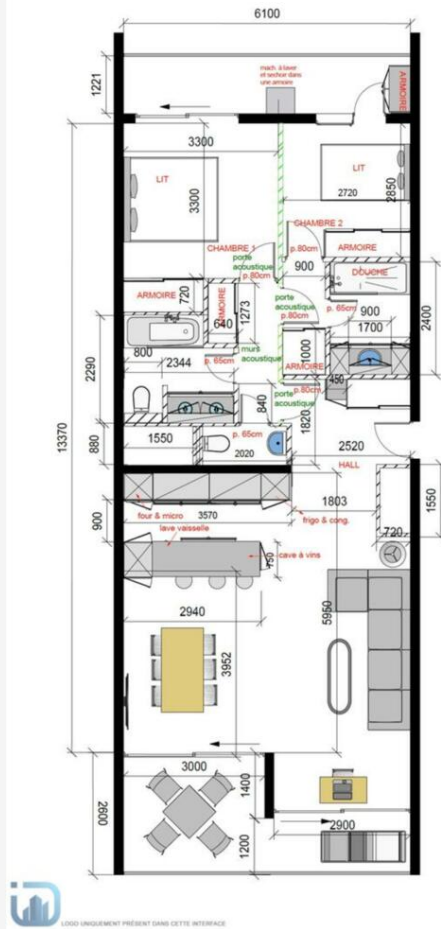 6100
1221
mach. à laver
et sechoir dans
une armoire
ARMOIRE
3300
LIT
3300
LIT
2720
2850
CHAMBRE 1
CHAMBRE 2
porte
acoustique
p.80cm
p.80cm
900
ARMOIRE
DOUCHE
ARMOIRE
720
ARMOIRE
640
1273
porte
acoustique
p.80cm
p. 65cm
900
1700
2400
800
2344
murs
acoustique
p. 65cm
1000
ARMOIRE
450
2290
p.80cm
porte
acoustique
840
1820
13370
880
1550
p. 65cm
2020
2520
HALL
four & micro
3570
frigo & cong.
1803
1550
900
lave vaisselle
cave à vins
750
720
2940
5950
3952
3000
1400
2600
1200
2900
LOGO UNIQUEMENT PRÉSENT DANS CETTE INTERFACE